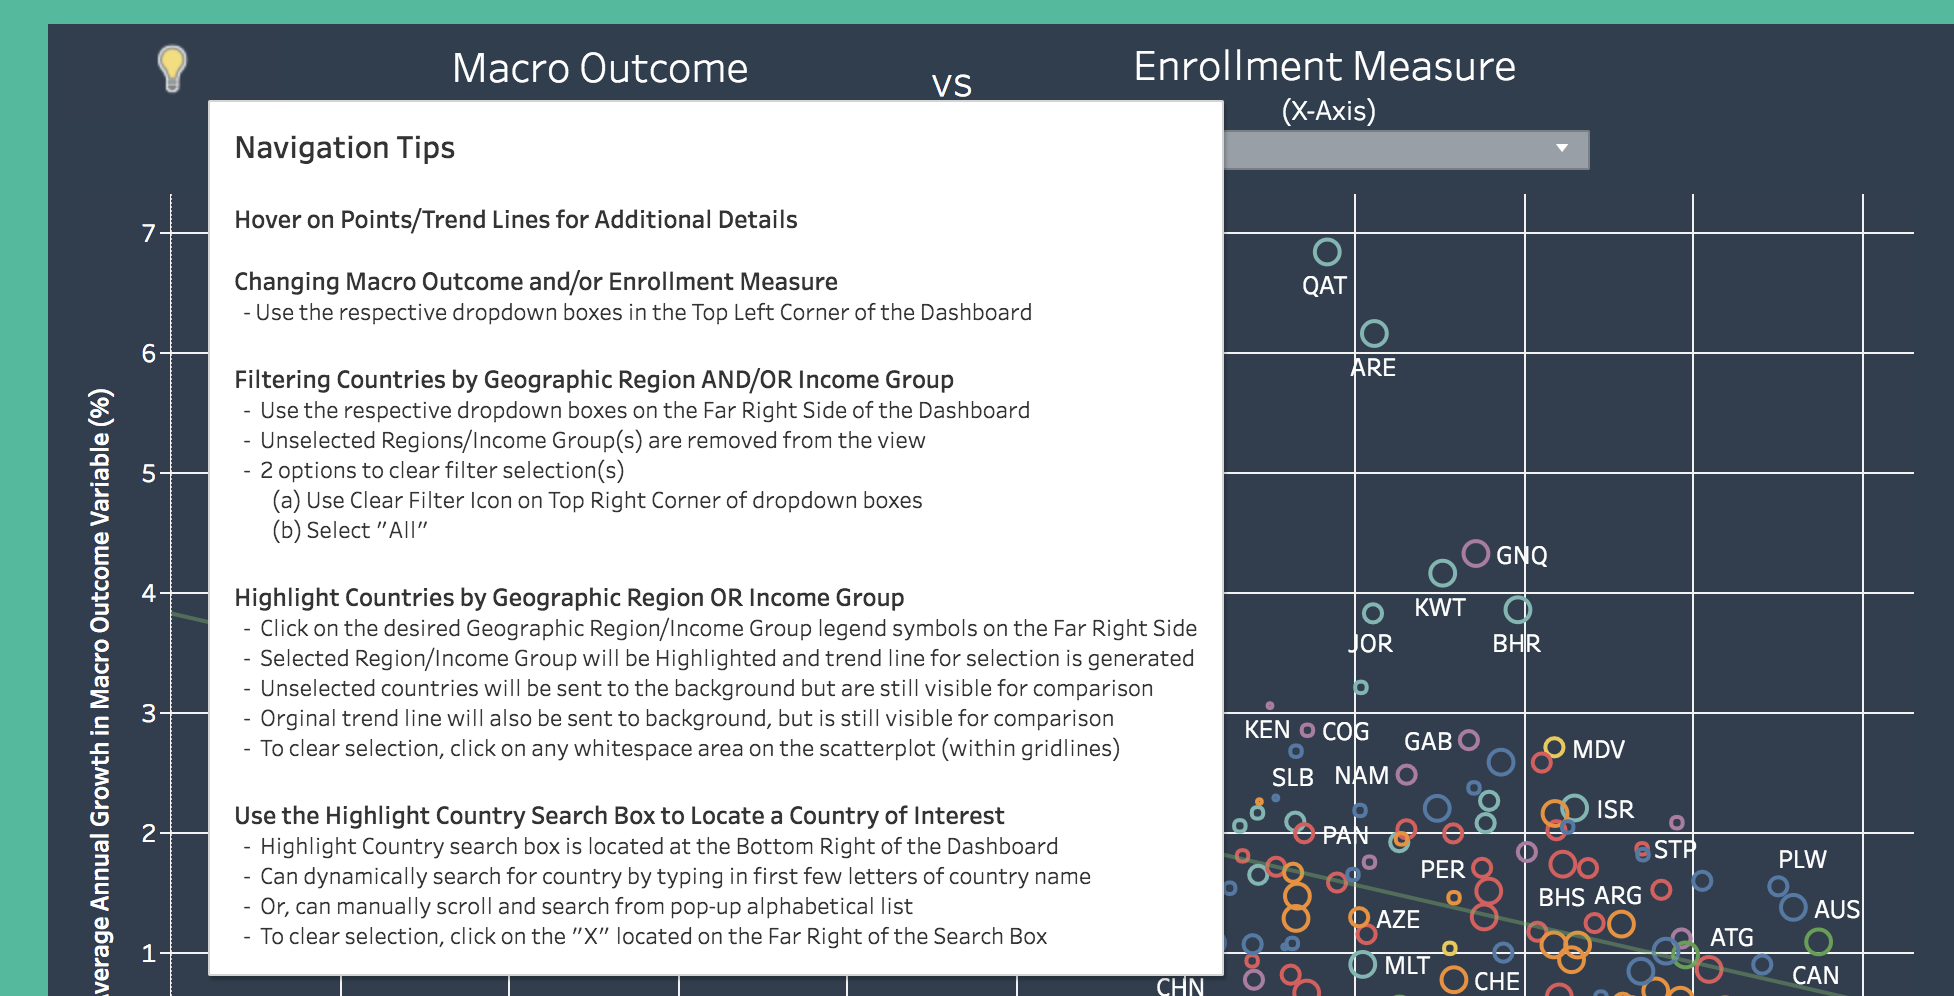 Macro Outcome
vs
Enrollment Measure
(X-Axis)
Navigation Tips
Hover on Points/Trend Lines for Additional Details
Changing Macro Outcome and/or Enrollment Measure
- Use the respective dropdown boxes in the Top Left Corner of the Dashboard
Filtering Countries by Geographic Region AND/OR Income Group
- Use the respective dropdown boxes on the Far Right Side of the Dashboard
- Unselected Regions/Income Group(s) are removed from the view
- 2 options to clear filter selection(s)
(a) Use Clear Filter Icon on Top Right Corner of dropdown boxes
(b) Select "All"
Highlight Countries by Geographic Region OR Income Group
- Click on the desired Geographic Region/Income Group legend symbols on the Far Right Side
- Selected Region/Income Group will be Highlighted and trend line for selection is generated
- Unselected countries will be sent to the background but are still visible for comparison
- Orginal trend line will also be sent to background, but is still visible for comparison
- To clear selection, click on any whitespace area on the scatterplot (within gridlines)
Use the Highlight Country Search Box to Locate a Country of Interest
- Highlight Country search box is located at the Bottom Right of the Dashboard
- Can dynamically search for country by typing in first few letters of country name
- Or, can manually scroll and search from pop-up alphabetical list
- To clear selection, click on the "X" located on the Far Right of the Search Box
Average Annual Growth in Macro Outcome Variable (%)
7
6
5
4
3
2
1
QAT
ARE
GNQ
KWT
JOR
BHR
KEN
COG
GAB
MDV
SLB
NAM
ISR
PAN
STP
PER
PLW
BHS
ARG
AZE
AUS
ATG
MLT
CHE
CAN
CHN